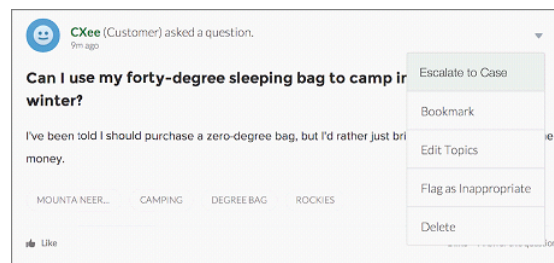 CXee (Customer) asked a question.
9m ago
Can I use my forty-degree sleeping bag to camp in
winter?
I've been told I should purchase a zero-degree bag, but I'd rather just bri
money.
MOUNTA NEER... CAMPING DEGREE BAG ROCKIES
Like
Escalate to Case
Bookmark
Edit Topics
Flag as Inappropriate
Delete